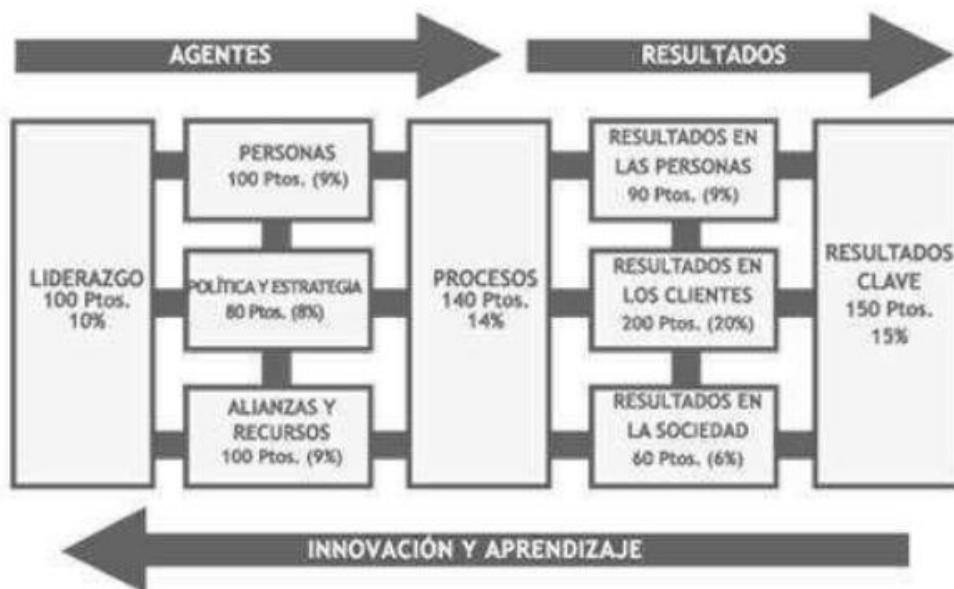 AGENTES
RESULTADOS
LIDERAZGO
100 Ptos.
10%
PERSONAS
100 Ptos. (9%)
POLÍTICA Y ESTRATEGIA
80 Ptos. (8%)
ALIANZAS Y
RECURSOS
100 Ptos. (9%)
PROCESOS
140 Ptos.
14%
RESULTADOS EN
LAS PERSONAS
90 Ptos. (9%)
RESULTADOS EN
LOS CLIENTES
200 Ptos. (20%)
RESULTADOS EN
LA SOCIEDAD
60 Ptos. (6%)
RESULTADOS
CLAVE
150 Ptos.
15%
INNOVACIÓN Y APRENDIZAJE